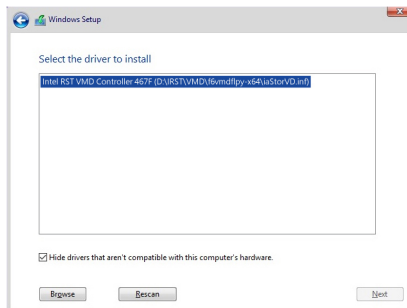 Windows Setup
Select the driver to install
Intel RST VMD Controller 467F (D:\IRST\VMD\f6vmdflpy-x64\iaStorVD.inf)
Hide drivers that aren't compatible with this computer's hardware.
Browse
Rescan
Next